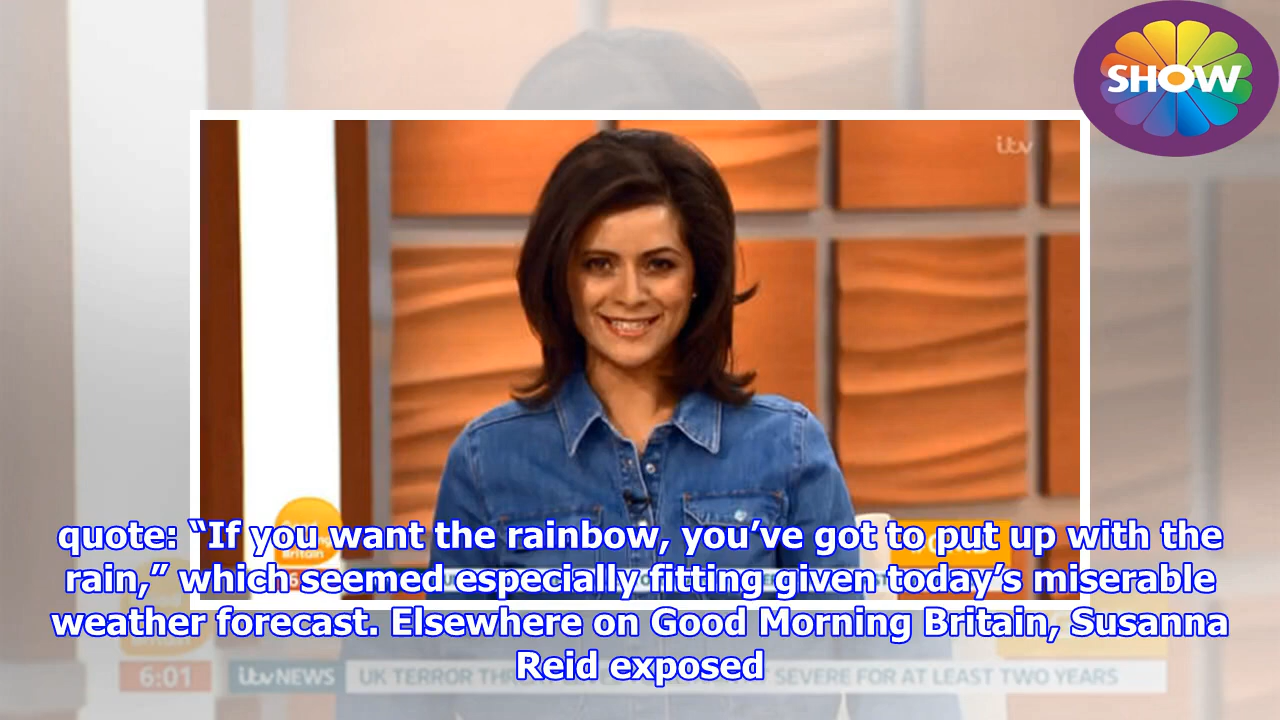 SHOW
itv
quote: “If you want the rainbow, you’ve got to put up with the
rain,” which seemed especially fitting given today’s miserable
weather forecast. Elsewhere on Good Morning Britain, Susanna
Reid exposed
6:01
itv NEWS
UK TERROR
SEVERE FOR AT LEAST TWO YEARS